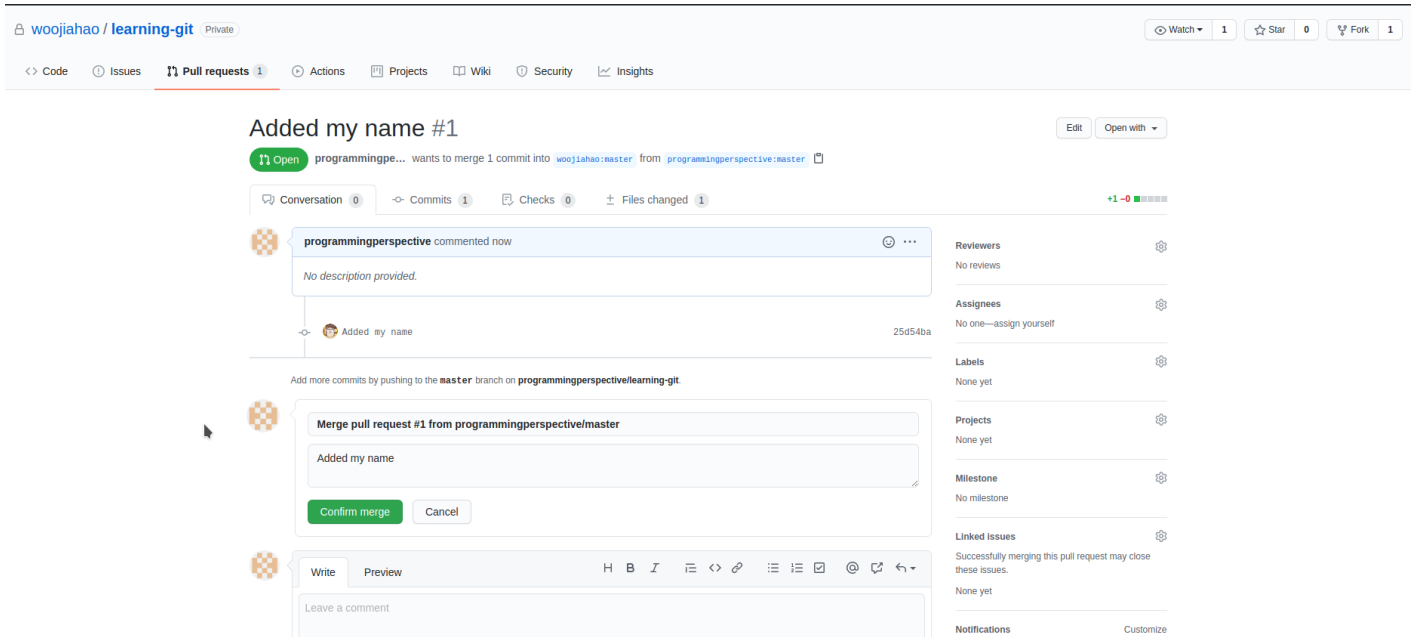 woojiahao / learning-git Private
Watch 1 Star 0 Fork 1
Code Issues Pull requests 1 Actions Projects Wiki Security Insights
Added my name #1
Edit Open with
Open programmingpe... wants to merge 1 commit into woojiahao:master from programmingperspective:master
Conversation 0 Commits 1 Checks 0 Files changed 1
+1 −0
programmingperspective commented now
No description provided.
Added my name 25d54ba
Add more commits by pushing to the master branch on programmingperspective/learning-git.
Merge pull request #1 from programmingperspective/master
Added my name
Confirm merge Cancel
Write Preview
Leave a comment
Reviewers
No reviews
Assignees
No one—assign yourself
Labels
None yet
Projects
None yet
Milestone
No milestone
Linked issues
Successfully merging this pull request may close
these issues.
None yet
Notifications Customize